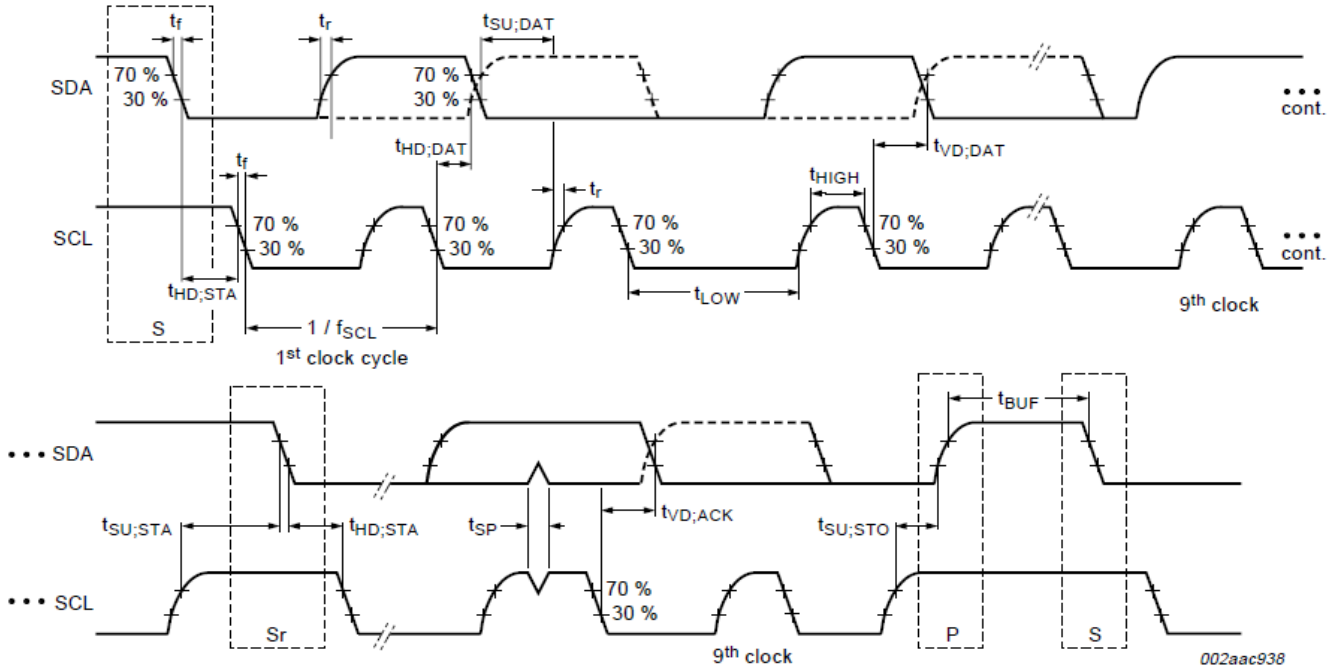 tf
tr
tSU;DAT
SDA
70 %
30 %
70 %
30 %
cont.
tf
tHD;DAT
tr
tHIGH
tVD;DAT
SCL
70 %
30 %
70 %
30 %
70 %
30 %
70 %
30 %
cont.
tHD;STA
tLOW
9th clock
S
1 / fSCL
1st clock cycle
tBUF
••• SDA
tSU;STA
tHD;STA
tSP
tVD;ACK
tSU;STO
••• SCL
70 %
30 %
Sr
P
S
9th clock
002aac938